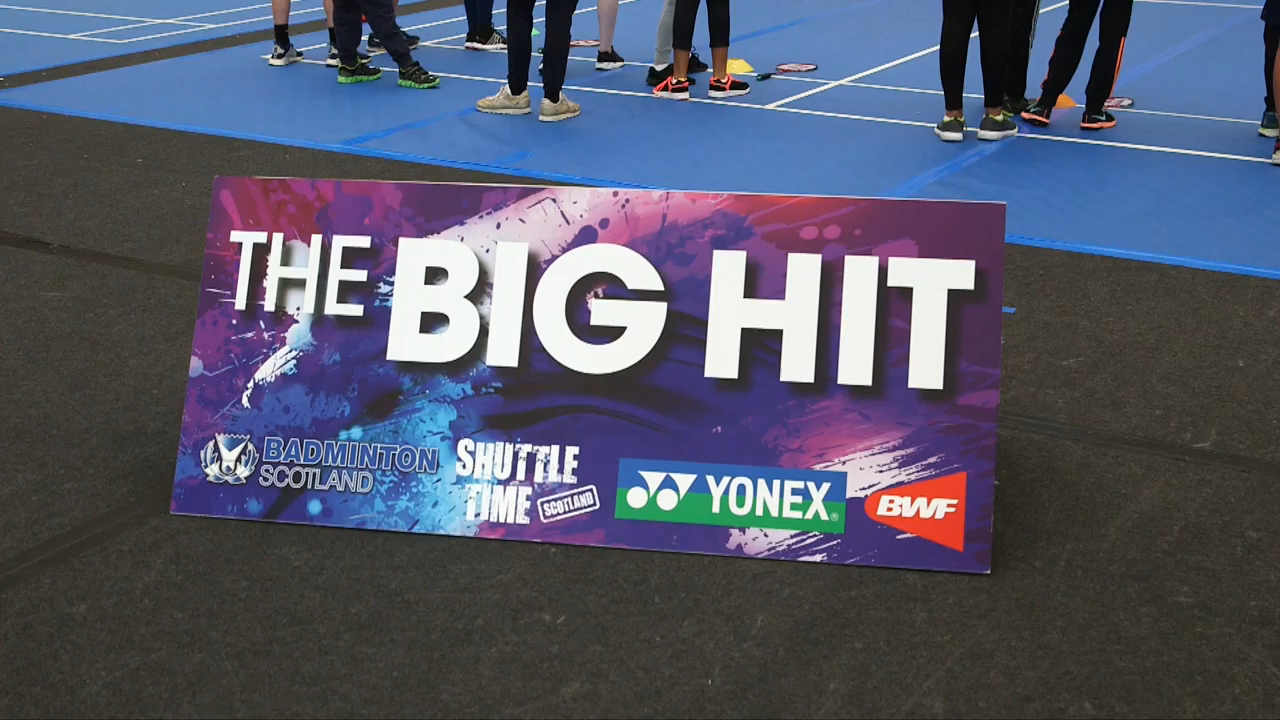 THE BIG HIT
BADMINTON
SCOTLAND
SHUTTLE
TIME
SCOTLAND
YONEX®
BWF